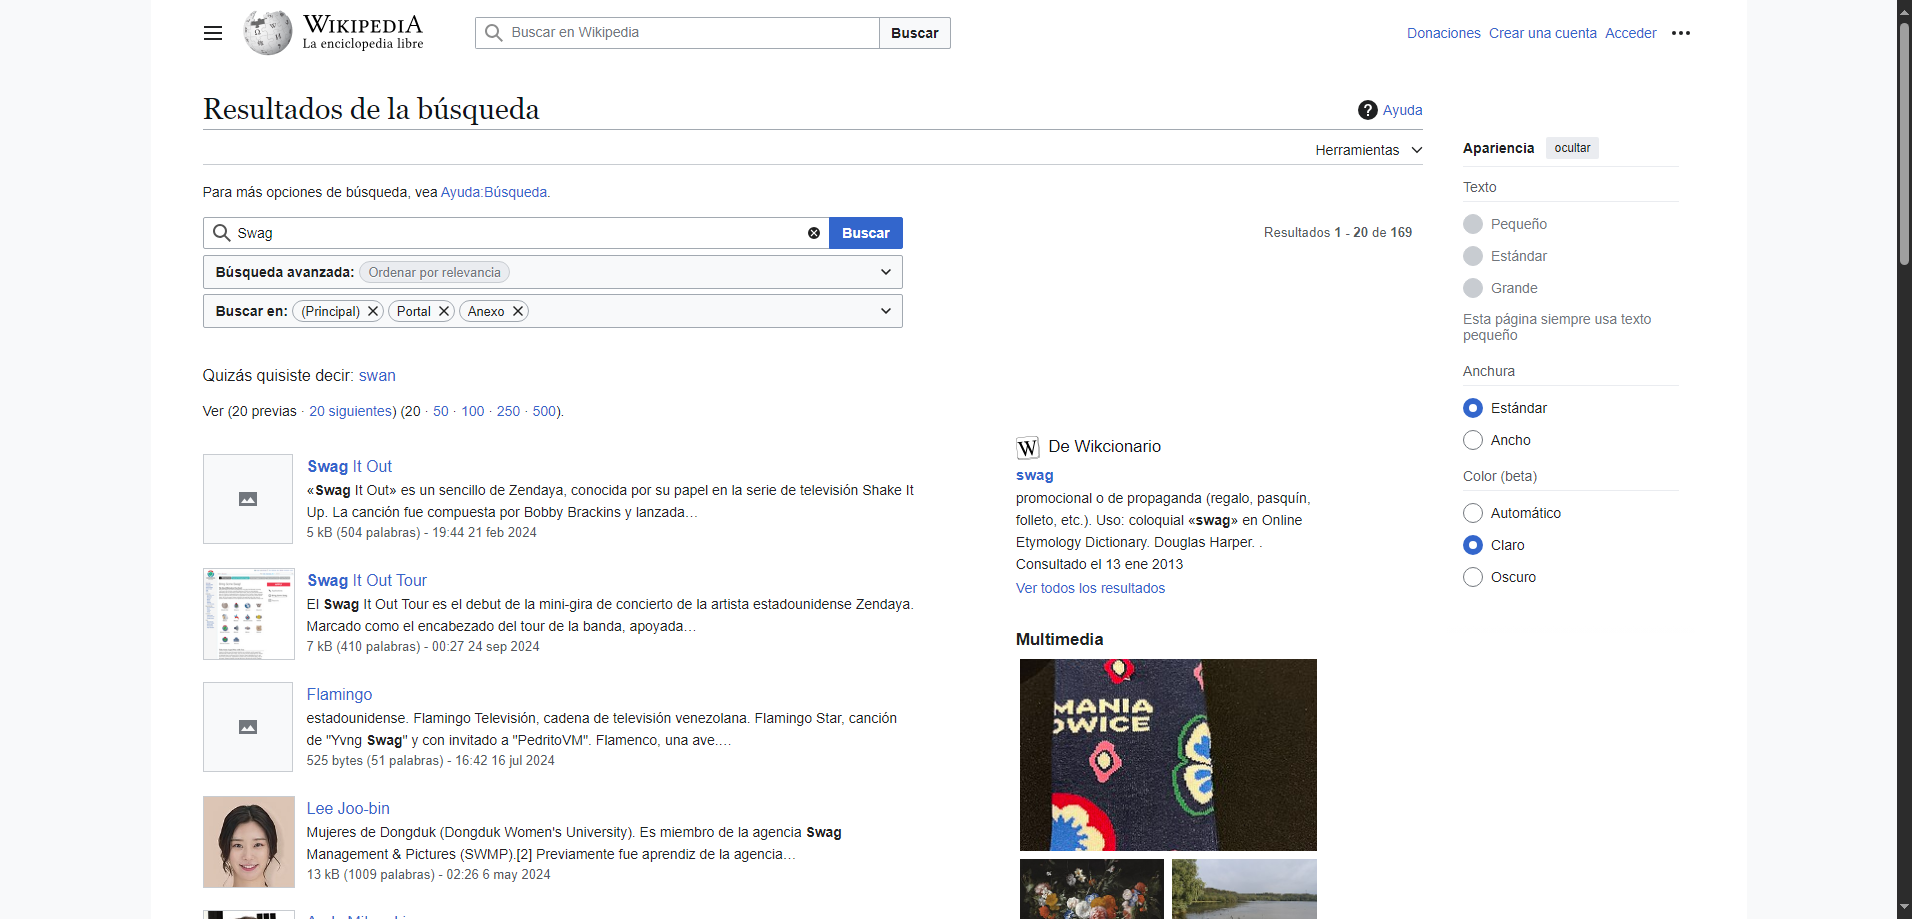 WIKIPEDIA
La enciclopedia libre
Buscar en Wikipedia
Buscar
Donaciones Crear una cuenta Acceder
Resultados de la búsqueda
Ayuda
Herramientas
Para más opciones de búsqueda, vea Ayuda:Búsqueda.
Swag
Buscar
Resultados 1 - 20 de 169
Búsqueda avanzada: Ordenar por relevancia
Buscar en: (Principal) Portal Anexo
Quizás quisiste decir: swan
Ver (20 previas · 20 siguientes) (20 · 50 · 100 · 250 · 500).
Swag It Out
«Swag It Out» es un sencillo de Zendaya, conocida por su papel en la serie de televisión Shake It
Up. La canción fue compuesta por Bobby Brackins y lanzada…
5 kB (504 palabras) - 19:44 21 feb 2024
Swag It Out Tour
El Swag It Out Tour es el debut de la mini-gira de concierto de la artista estadounidense Zendaya.
Marcado como el encabezado del tour de la banda, apoyada…
7 kB (410 palabras) - 00:27 24 sep 2024
Flamingo
estadounidense. Flamingo Televisión, cadena de televisión venezolana. Flamingo Star, canción
de "Yvng Swag" y con invitado a "PedritoVM". Flamenco, una ave.…
525 bytes (51 palabras) - 16:42 16 jul 2024
Lee Joo-bin
Mujeres de Dongduk (Dongduk Women's University). Es miembro de la agencia Swag
Management & Pictures (SWMP).[2] Previamente fue aprendiz de la agencia…
13 kB (1009 palabras) - 02:26 6 may 2024
W De Wikcionario
swag
promocional o de propaganda (regalo, pasquín,
folleto, etc.). Uso: coloquial «swag» en Online
Etymology Dictionary. Douglas Harper. .
Consultado el 13 ene 2013
Ver todos los resultados
Multimedia
MANIA
OWICE
Apariencia ocultar
Texto
Pequeño
Estándar
Grande
Esta página siempre usa texto
pequeño
Anchura
Estándar
Ancho
Color (beta)
Automático
Claro
Oscuro